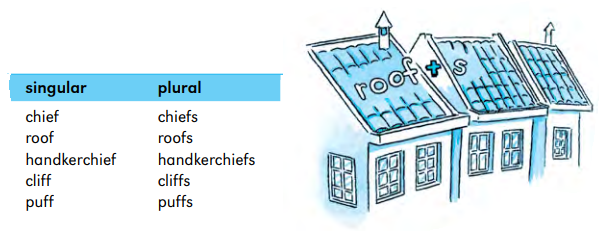 singular plural
chief chiefs
roof roofs
handkerchief handkerchiefs
cliff cliffs
puff puffs
roof + s